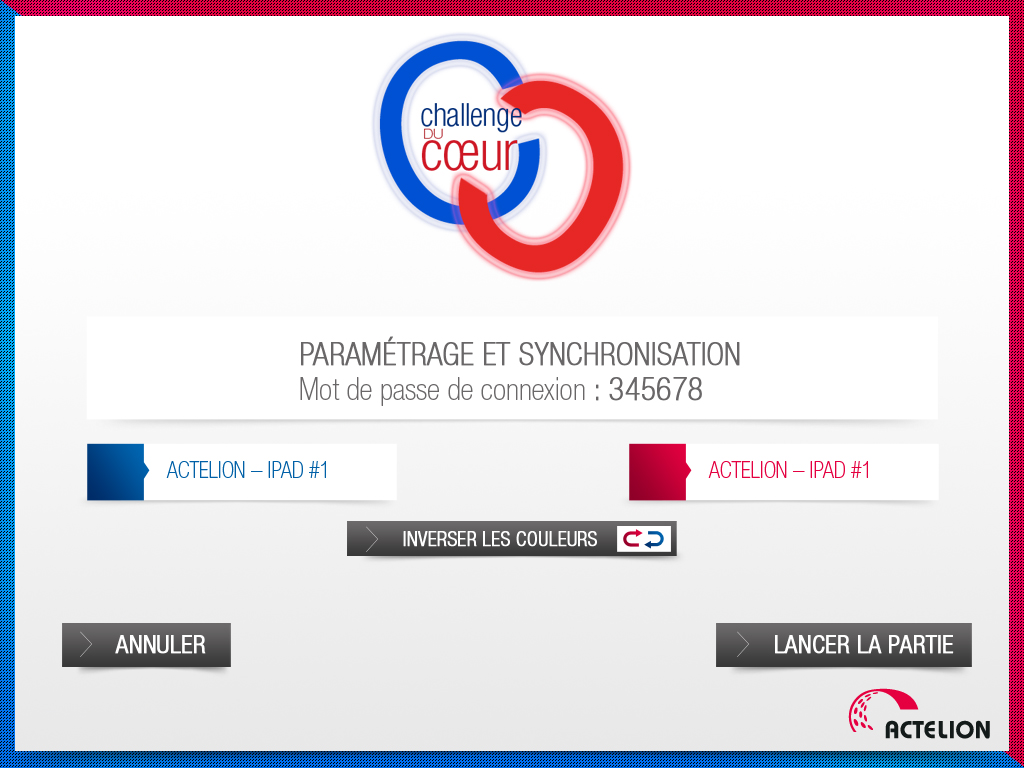 challenge
DU
cœur
PARAMÉTRAGE ET SYNCHRONISATION
Mot de passe de connexion : 345678
ACTELION – IPAD #1
ACTELION – IPAD #1
INVERSER LES COULEURS
ANNULER
LANCER LA PARTIE
ACTELION